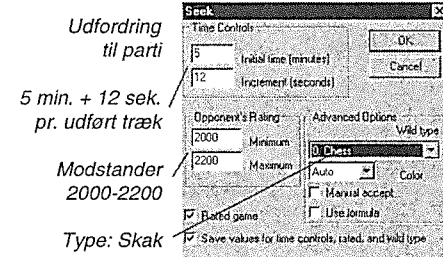 Udfordring
til parti
5 min. + 12 sek.
pr. udført træk
Modstander
2000-2200
Type: Skak
Seek
Time Controls
5
Initial time (minutes)
12
Increment (seconds)
OK
Cancel
Opponent's Rating
2000
Minimum
2200
Maximum
Advanced Options
Wild type
0: Chess
Auto
Color
Manual accept
Use formula
Rated game
Save values for time controls, rated, and wild type